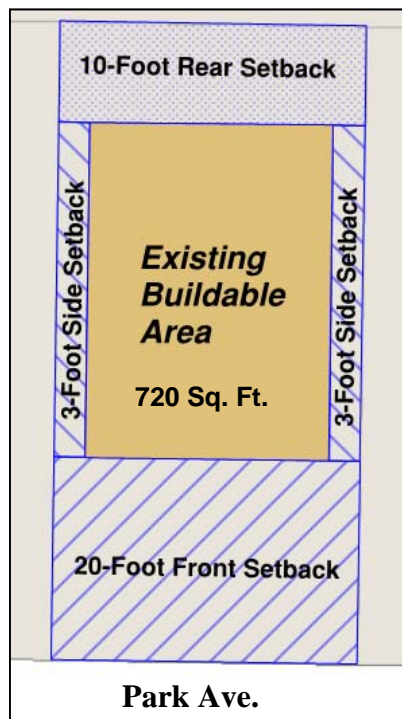 10-Foot Rear Setback
3-Foot Side Setback
Existing
Buildable
Area
720 Sq. Ft.
3-Foot Side Setback
20-Foot Front Setback
Park Ave.